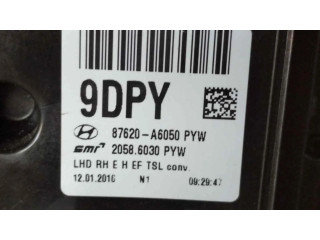 9DPY
87620-A6050 PYW
smr 2058.6030 PYW
LHD RH E H EF TSL conv.
12.01.2016 N1 09:29:47